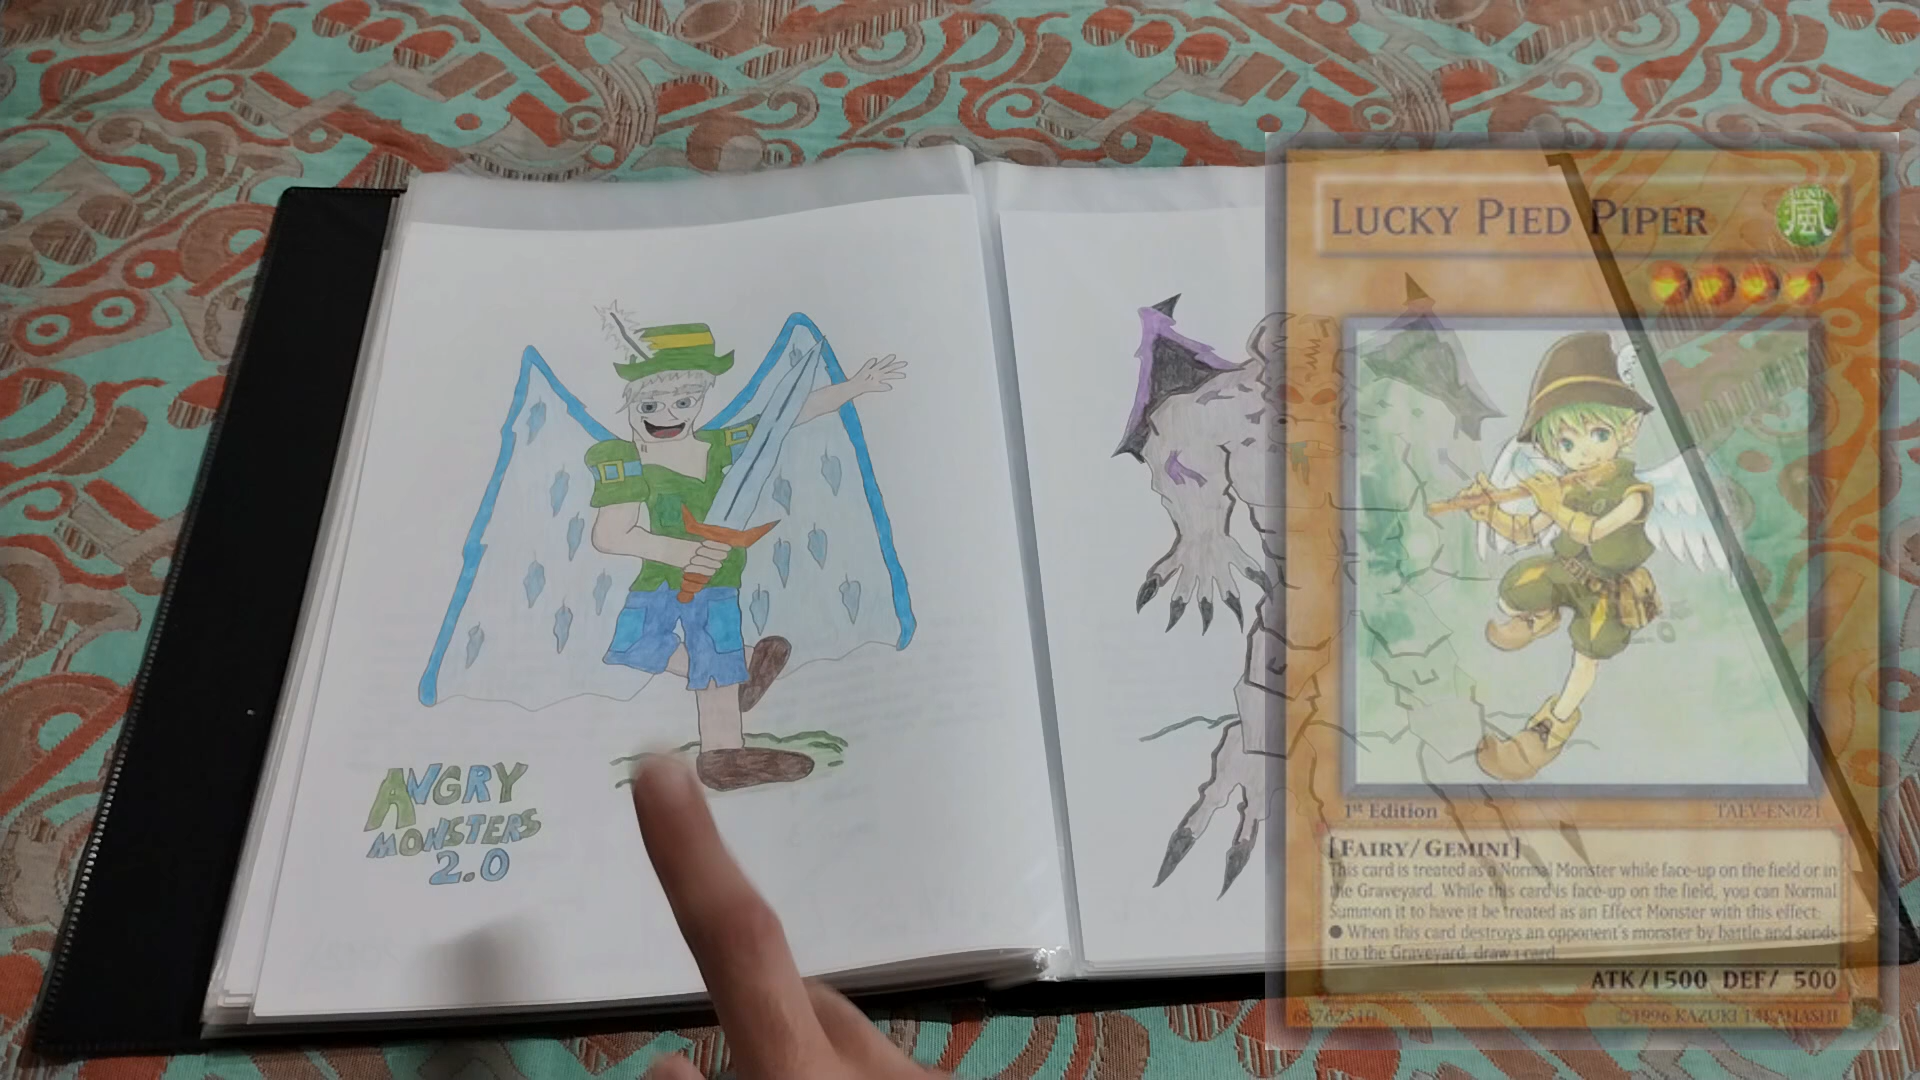 ANGRY
MONSTERS
2.0
LUCKY PIED PIPER
風
1st Edition
TAEV-EN021
[FAIRY/GEMINI]
This card is treated as a Normal Monster while face-up on the field or in
the Graveyard. While this card is face-up on the field, you can Normal
Summon it to have it be treated as an Effect Monster with this effect:
● When this card destroys an opponent's monster by battle and sends
it to the Graveyard, draw 1 card.
ATK/1500 DEF/ 500
68762510
©1996 KAZUKI TAKAHASHI